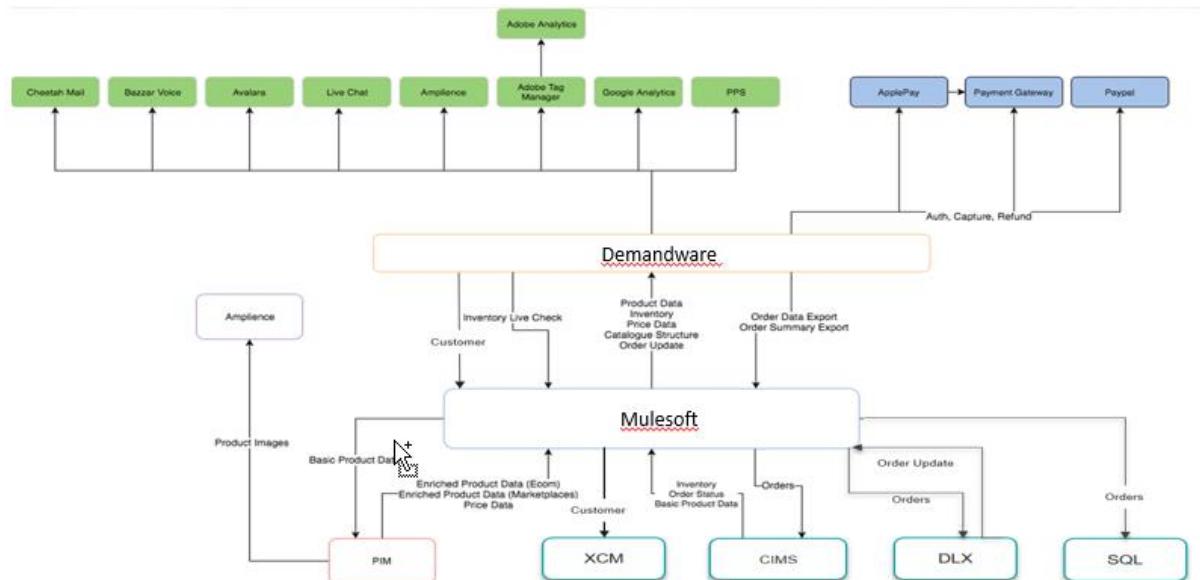 Adobe Analytics
Cheetah Mail
Bazzar Voice
Avalara
Live Chat
Amplience
Adobe Tag
Manager
Google Analytics
PPS
ApplePay
Payment Gateway
Paypal
Auth, Capture, Refund
Demandware
Amplience
Inventory Live Check
Customer
Product Data
Inventory
Price Data
Catalogue Structure
Order Update
Order Data Export
Order Summary Export
Mulesoft
Product Images
Basic Product Data
Enriched Product Data (Ecom)
Enriched Product Data (Marketplaces)
Price Data
Customer
Inventory
Order Status
Basic Product Data
Orders
Order Update
Orders
Orders
PIM
XCM
CIMS
DLX
SQL